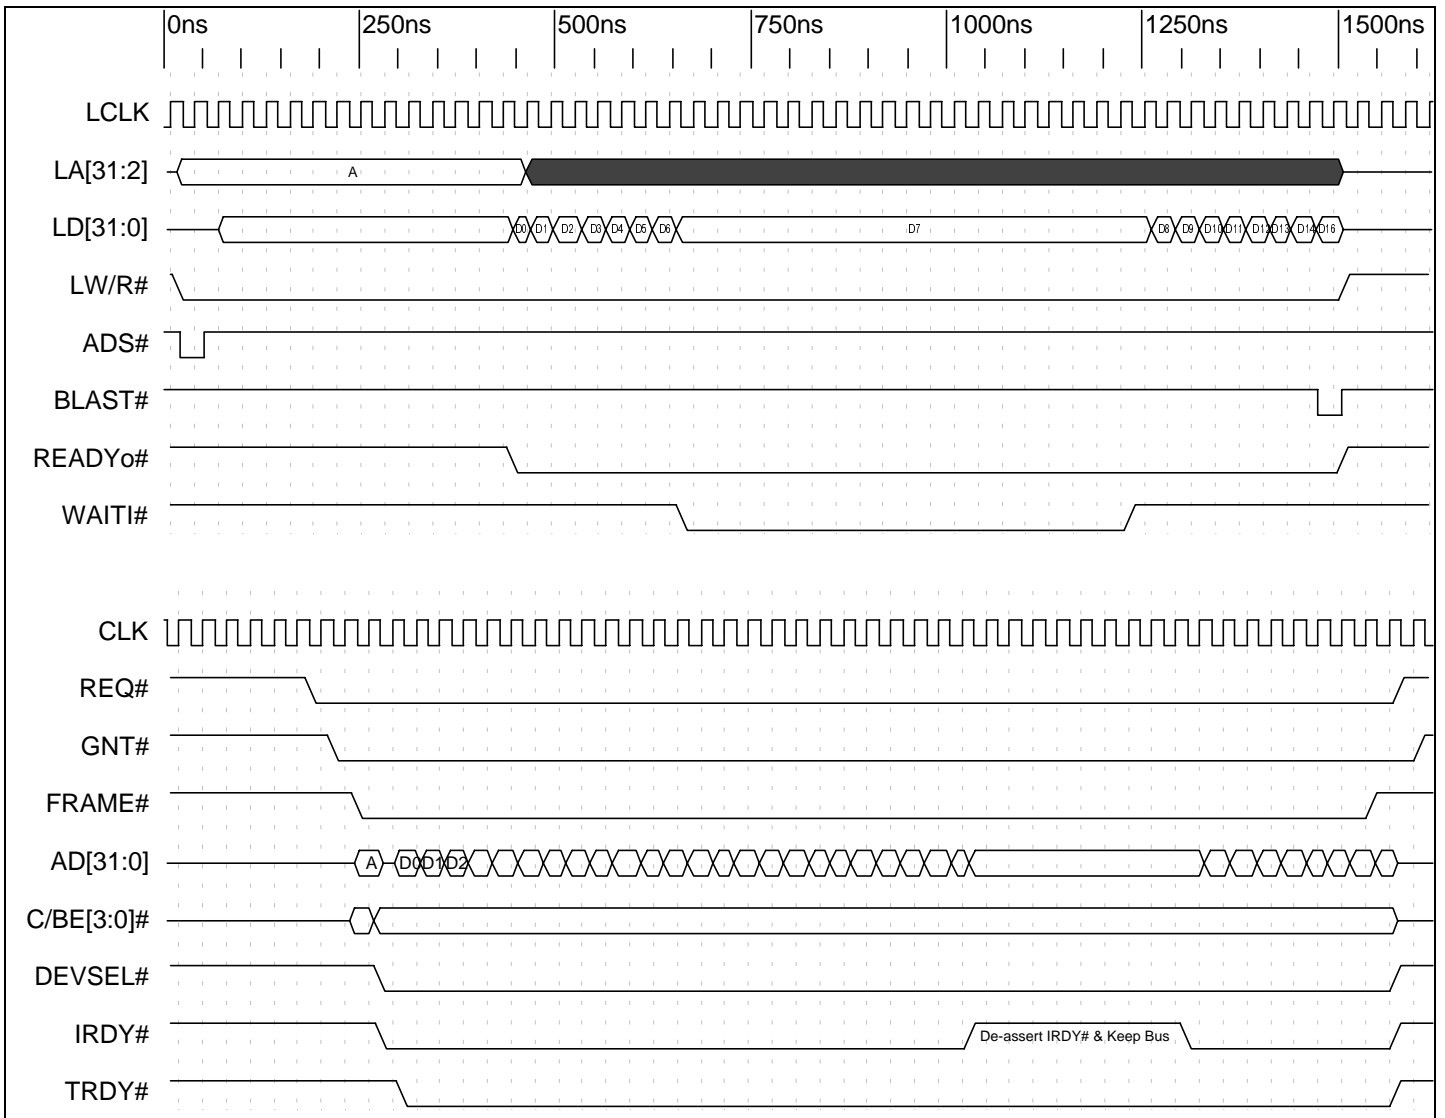 0ns 250ns 500ns 750ns 1000ns 1250ns 1500ns
LCLK
LA[31:2] A
LD[31:0] D0 D1 D2 D3 D4 D5 D6 D7 D8 D9 D10 D11 D12 D13 D14 D16
LW/R#
ADS#
BLAST#
READYo#
WAITI#
CLK
REQ#
GNT#
FRAME#
AD[31:0] A D0 D1 D2
C/BE[3:0]#
DEVSEL#
IRDY# De-assert IRDY# & Keep Bus
TRDY#